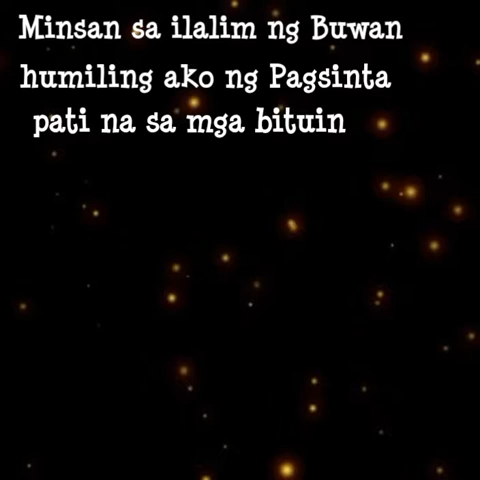 Minsan sa ilalim ng Buwan
humiling ako ng Pagsinta
pati na sa mga bituin